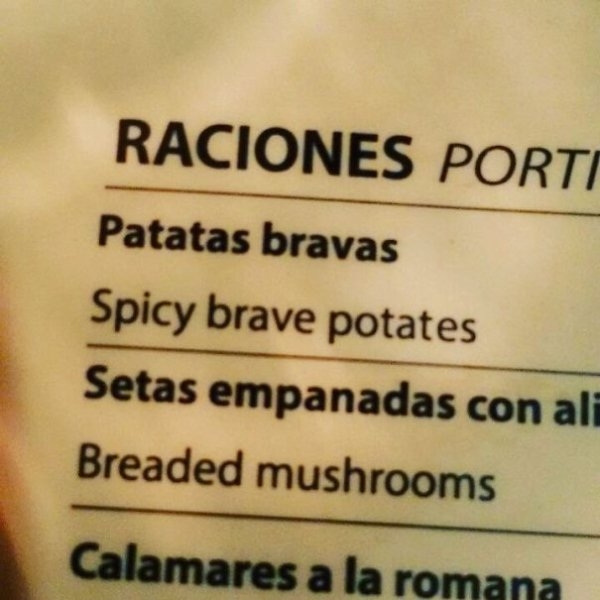 RACIONES PORTI
Patatas bravas
Spicy brave potates
Setas empanadas con ali
Breaded mushrooms
Calamares a la romana